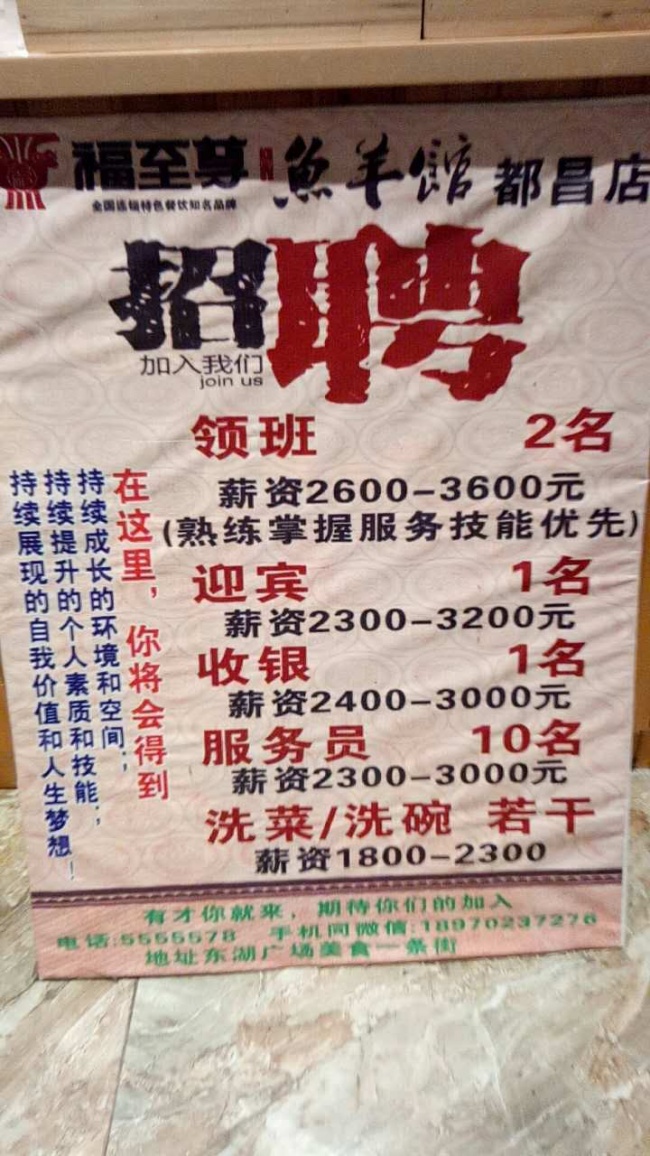 福至尊 魚羊館 都昌店
全国连锁特色餐饮知名品牌
招聘
加入我们
join us
领班 2名
薪资2600-3600元
(熟练掌握服务技能优先)
迎宾 1名
薪资2300-3200元
收银 1名
薪资2400-3000元
服务员 10名
薪资2300-3000元
洗菜/洗碗 若干
薪资1800-2300
在这里，你将会得到
持续成长的环境和空间；
持续提升的个人素质和技能；
持续展现的自我价值和人生梦想！
有才你就来，期待你们的加入
电话:5555578 手机同微信:18970237276
地址东湖广场美食一条街